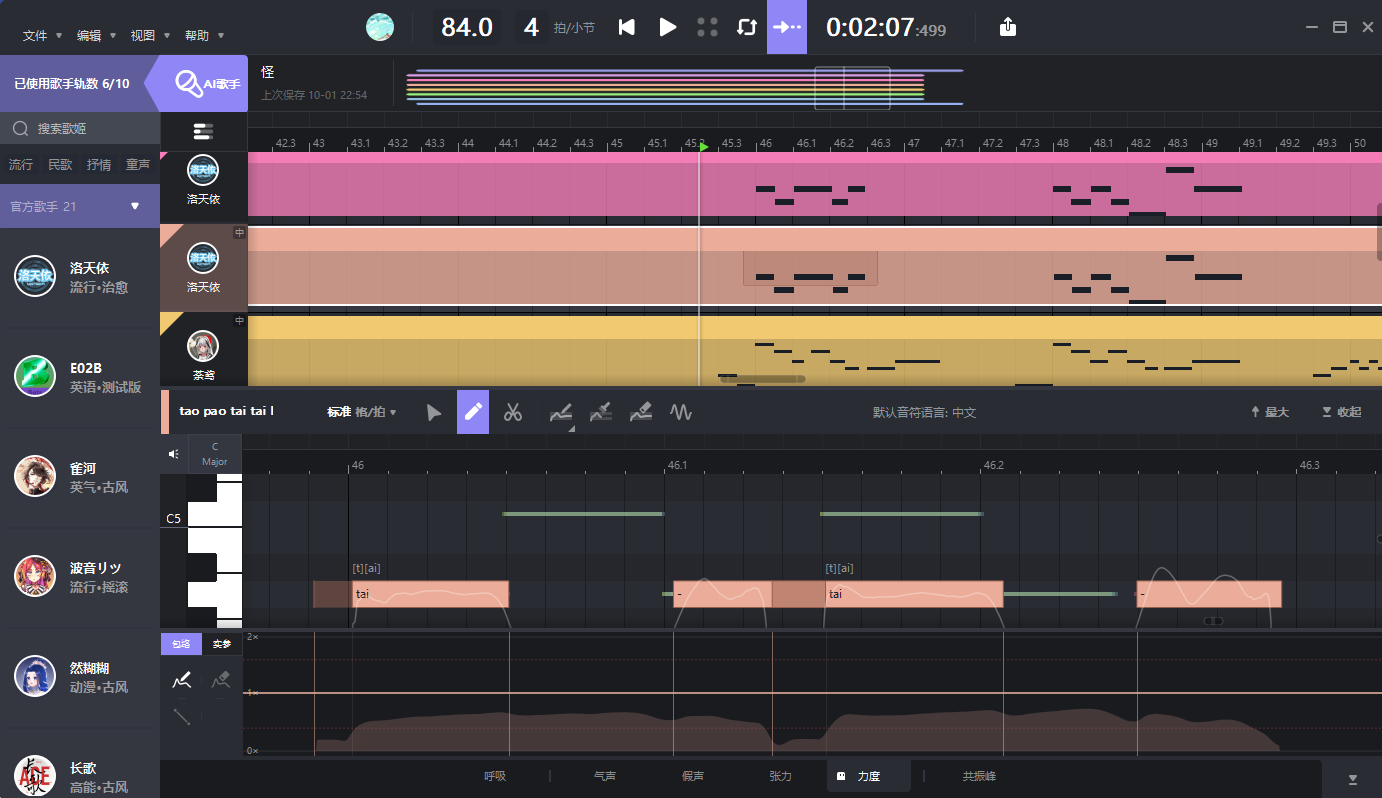 文件 ▾ 编辑 ▾ 视图 ▾ 帮助 ▾
84.0 4 拍/小节 0:02:07:499
已使用歌手轨数 6/10
AI歌手
怪
上次保存 10-01 22:54
搜索歌姬
流行 民歌 抒情 童声
官方歌手 21
洛天依
流行•治愈
E02B
英语•测试版
雀河
英气•古风
波音リツ
流行•摇滚
然糊糊
动漫•古风
长歌
高能•古风
42.3 43 43.1 43.2 43.3 44 44.1 44.2 44.3 45 45.1 45.3 46 46.1 46.2 46.3 47 47.1 47.2 47.3 48 48.1 48.2 48.3 49 49.1 49.2 49.3 50
洛天依
洛天依
中
洛天依
洛天依
中
荼鸢
tao pao tai tai l
标准 格/拍 ▾
默认音符语言: 中文
最大
收起
C
Major
46 46.1 46.2 46.3
C5
[t][ai] [t][ai]
tai - tai -
包络 实参
2×
1×
0×
呼吸 气声 假声 张力 力度 共振峰